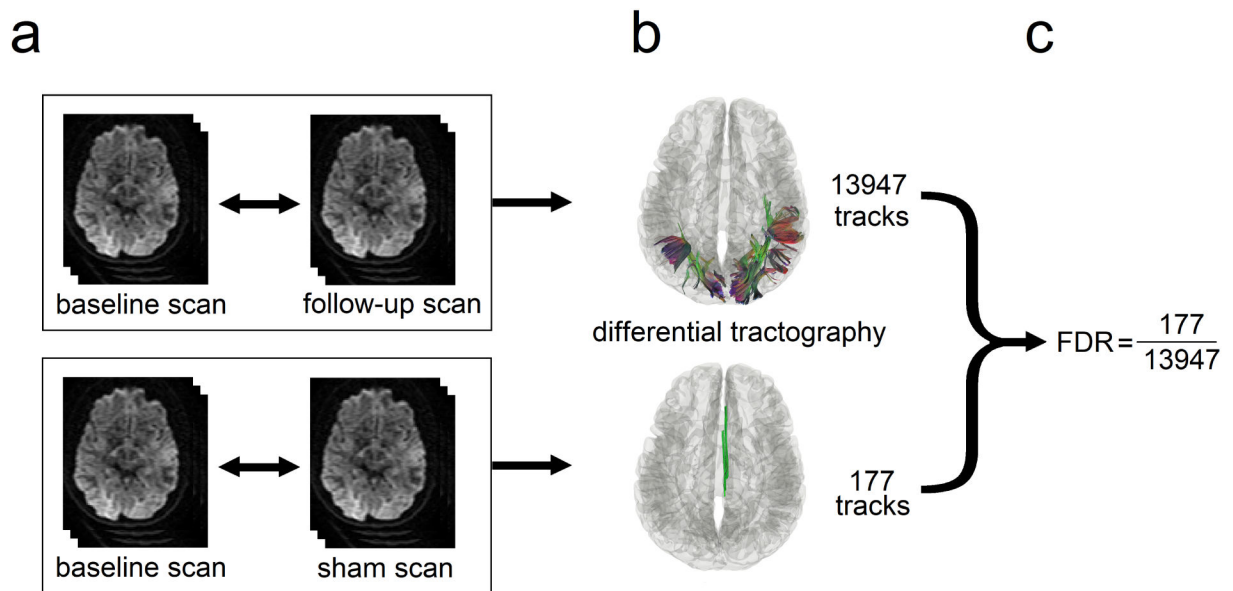 a
b
c
baseline scan
follow-up scan
13947
tracks
differential tractography
FDR = 177
13947
baseline scan
sham scan
177
tracks